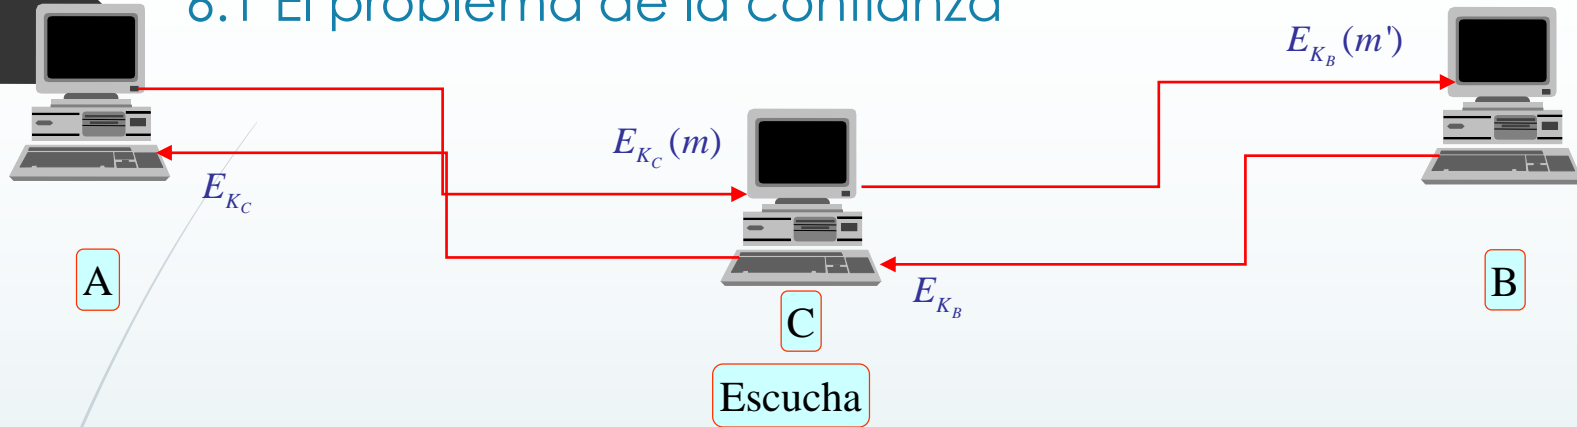 6.1 El problema de la confianza
E_{K_B}(m')
E_{K_C}(m)
E_{K_C}
E_{K_B}
A
B
C
Escucha